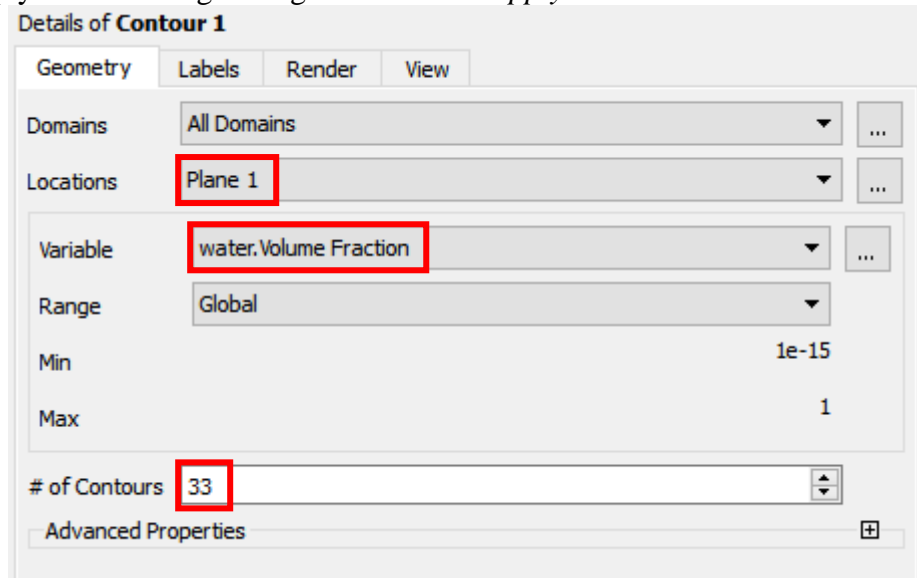 Details of Contour 1
Geometry Labels Render View
Domains All Domains ...
Locations Plane 1 ...
Variable water.Volume Fraction ...
Range Global
Min 1e-15
Max 1
# of Contours 33
Advanced Properties